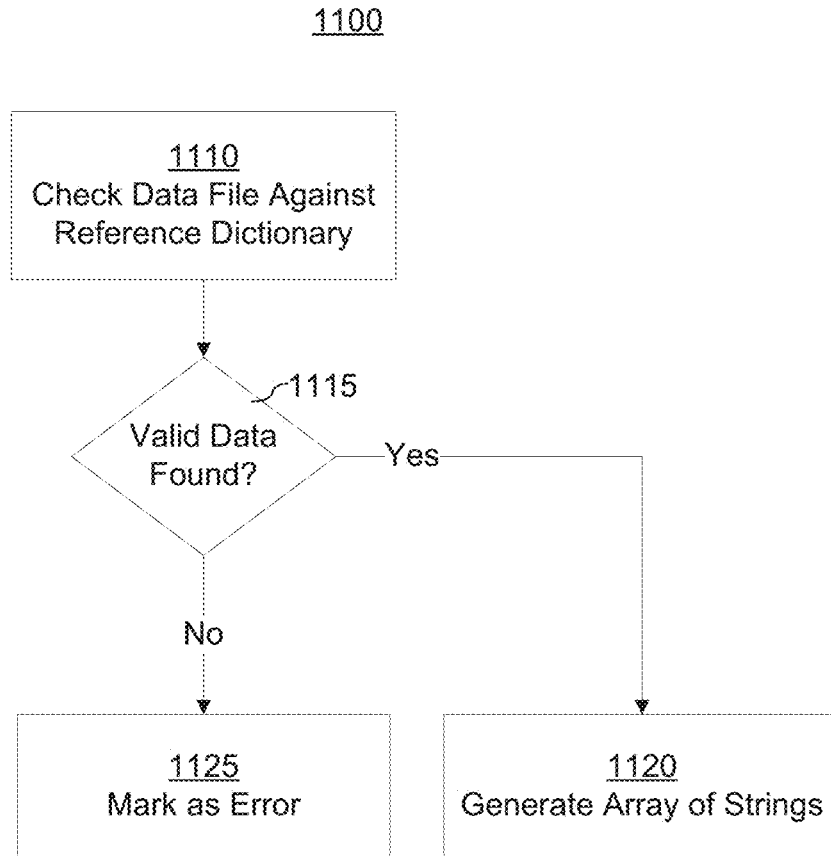 1100
1110
Check Data File Against
Reference Dictionary
1115
Valid Data
Found?
Yes
No
1125
Mark as Error
1120
Generate Array of Strings